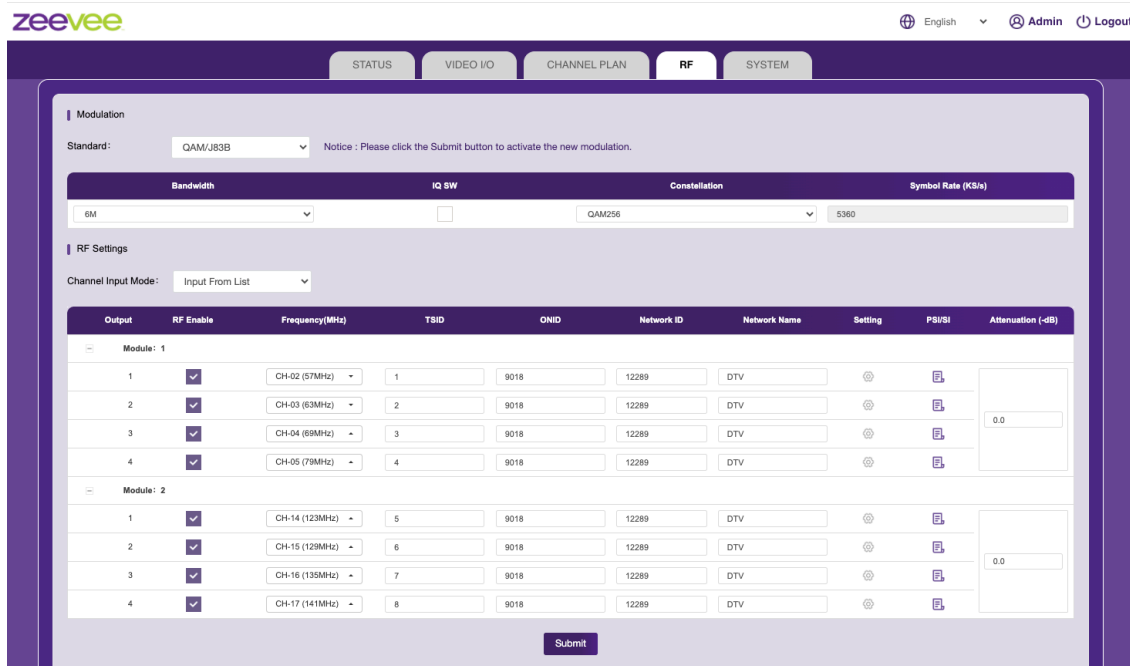 zeevee
English Admin Logout
STATUS VIDEO I/O CHANNEL PLAN RF SYSTEM
Modulation
Standard: QAM/J83B Notice : Please click the Submit button to activate the new modulation.
Bandwidth IQ SW Constellation Symbol Rate (KS/s)
6M QAM256 5360
RF Settings
Channel Input Mode: Input From List
Output RF Enable Frequency(MHz) TSID ONID Network ID Network Name Setting PSI/SI Attenuation (-dB)
Module: 1
1 CH-02 (57MHz) 1 9018 12289 DTV
2 CH-03 (63MHz) 2 9018 12289 DTV
0.0
3 CH-04 (69MHz) 3 9018 12289 DTV
4 CH-05 (79MHz) 4 9018 12289 DTV
Module: 2
1 CH-14 (123MHz) 5 9018 12289 DTV
2 CH-15 (129MHz) 6 9018 12289 DTV
0.0
3 CH-16 (135MHz) 7 9018 12289 DTV
4 CH-17 (141MHz) 8 9018 12289 DTV
Submit